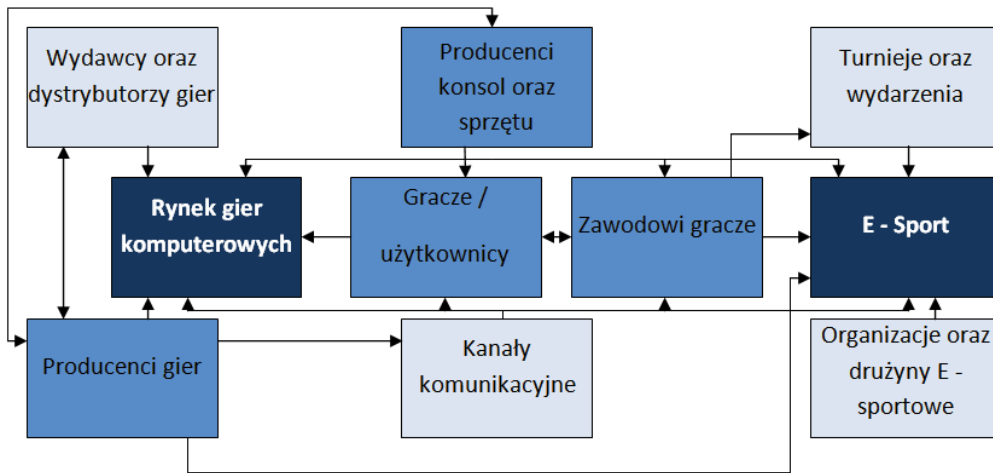 Wydawcy oraz
dystrybutorzy gier
Producenci
konsol oraz
sprzętu
Turnieje oraz
wydarzenia
Rynek gier
komputerowych
Gracze /
użytkownicy
Zawodowi gracze
E - Sport
Producenci gier
Kanały
komunikacyjne
Organizacje oraz
drużyny E -
sportowe